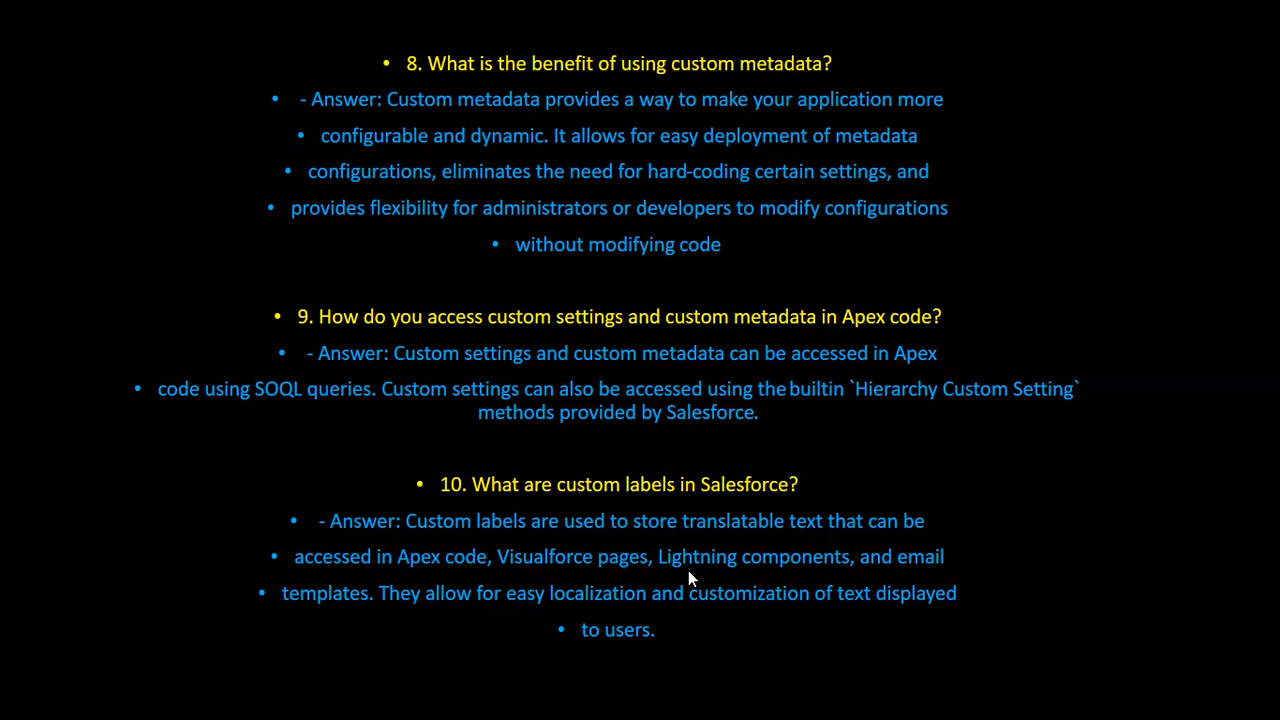 • 8. What is the benefit of using custom metadata?
• - Answer: Custom metadata provides a way to make your application more
• configurable and dynamic. It allows for easy deployment of metadata
• configurations, eliminates the need for hard-coding certain settings, and
• provides flexibility for administrators or developers to modify configurations
• without modifying code
• 9. How do you access custom settings and custom metadata in Apex code?
• - Answer: Custom settings and custom metadata can be accessed in Apex
• code using SOQL queries. Custom settings can also be accessed using the builtin `Hierarchy Custom Setting`
methods provided by Salesforce.
• 10. What are custom labels in Salesforce?
• - Answer: Custom labels are used to store translatable text that can be
• accessed in Apex code, Visualforce pages, Lightning components, and email
• templates. They allow for easy localization and customization of text displayed
• to users.